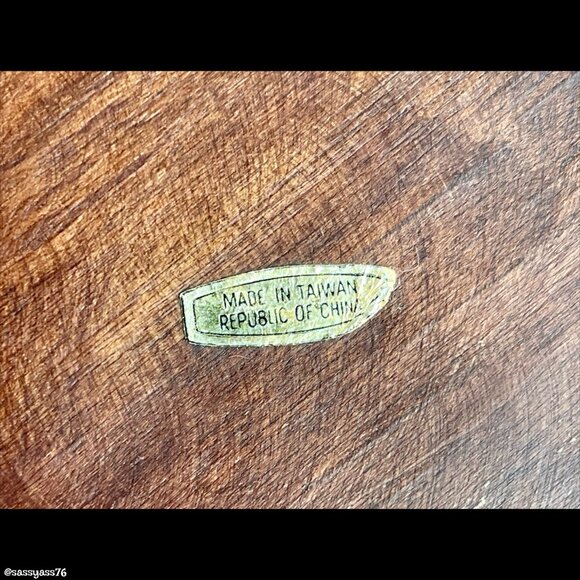 MADE IN TAIWAN
REPUBLIC OF CHINA
@sassyass76